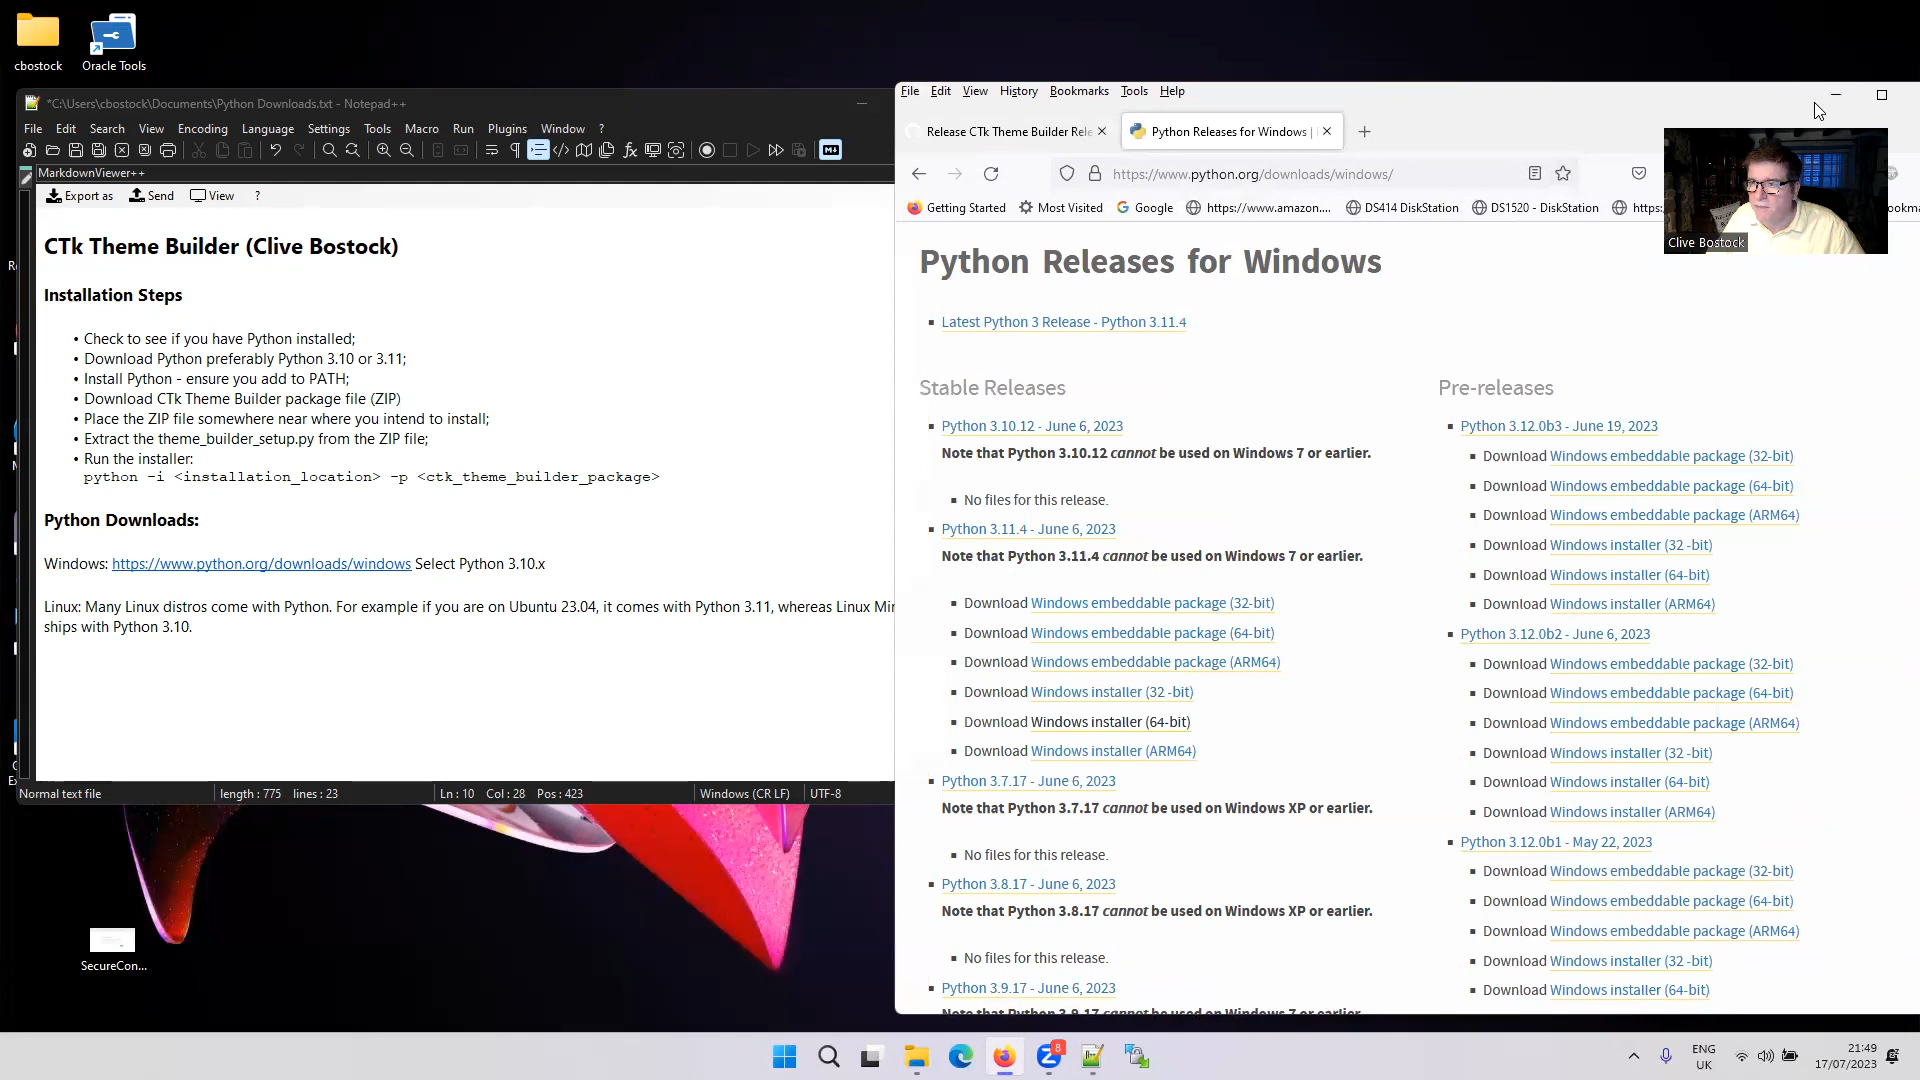 cbostock
Oracle Tools
*C:\Users\cbostock\Documents\Python Downloads.txt - Notepad++
File Edit Search View Encoding Language Settings Tools Macro Run Plugins Window ?
MarkdownViewer++
Export as Send View ?
CTk Theme Builder (Clive Bostock)
Installation Steps
• Check to see if you have Python installed;
• Download Python preferably Python 3.10 or 3.11;
• Install Python - ensure you add to PATH;
• Download CTk Theme Builder package file (ZIP)
• Place the ZIP file somewhere near where you intend to install;
• Extract the theme_builder_setup.py from the ZIP file;
• Run the installer:
python -i <installation_location> -p <ctk_theme_builder_package>
Python Downloads:
Windows: https://www.python.org/downloads/windows Select Python 3.10.x
Linux: Many Linux distros come with Python. For example if you are on Ubuntu 23.04, it comes with Python 3.11, whereas Linux Min
ships with Python 3.10.
Normal text file length : 775 lines : 23 Ln : 10 Col : 28 Pos : 423 Windows (CR LF) UTF-8
SecureCon...
File Edit View History Bookmarks Tools Help
Release CTk Theme Builder Rele
Python Releases for Windows |
https://www.python.org/downloads/windows/
Getting Started Most Visited Google https://www.amazon.... DS414 DiskStation DS1520 - DiskStation https:
Clive Bostock
Python Releases for Windows
Latest Python 3 Release - Python 3.11.4
Stable Releases
Python 3.10.12 - June 6, 2023
Note that Python 3.10.12 cannot be used on Windows 7 or earlier.
No files for this release.
Python 3.11.4 - June 6, 2023
Note that Python 3.11.4 cannot be used on Windows 7 or earlier.
Download Windows embeddable package (32-bit)
Download Windows embeddable package (64-bit)
Download Windows embeddable package (ARM64)
Download Windows installer (32 -bit)
Download Windows installer (64-bit)
Download Windows installer (ARM64)
Python 3.7.17 - June 6, 2023
Note that Python 3.7.17 cannot be used on Windows XP or earlier.
No files for this release.
Python 3.8.17 - June 6, 2023
Note that Python 3.8.17 cannot be used on Windows XP or earlier.
No files for this release.
Python 3.9.17 - June 6, 2023
Note that Python 3.9.17 cannot be used on Windows 7 or earlier.
Pre-releases
Python 3.12.0b3 - June 19, 2023
Download Windows embeddable package (32-bit)
Download Windows embeddable package (64-bit)
Download Windows embeddable package (ARM64)
Download Windows installer (32 -bit)
Download Windows installer (64-bit)
Download Windows installer (ARM64)
Python 3.12.0b2 - June 6, 2023
Download Windows embeddable package (32-bit)
Download Windows embeddable package (64-bit)
Download Windows embeddable package (ARM64)
Download Windows installer (32 -bit)
Download Windows installer (64-bit)
Download Windows installer (ARM64)
Python 3.12.0b1 - May 22, 2023
Download Windows embeddable package (32-bit)
Download Windows embeddable package (64-bit)
Download Windows embeddable package (ARM64)
Download Windows installer (32 -bit)
Download Windows installer (64-bit)
8
ENG
UK
21:49
17/07/2023